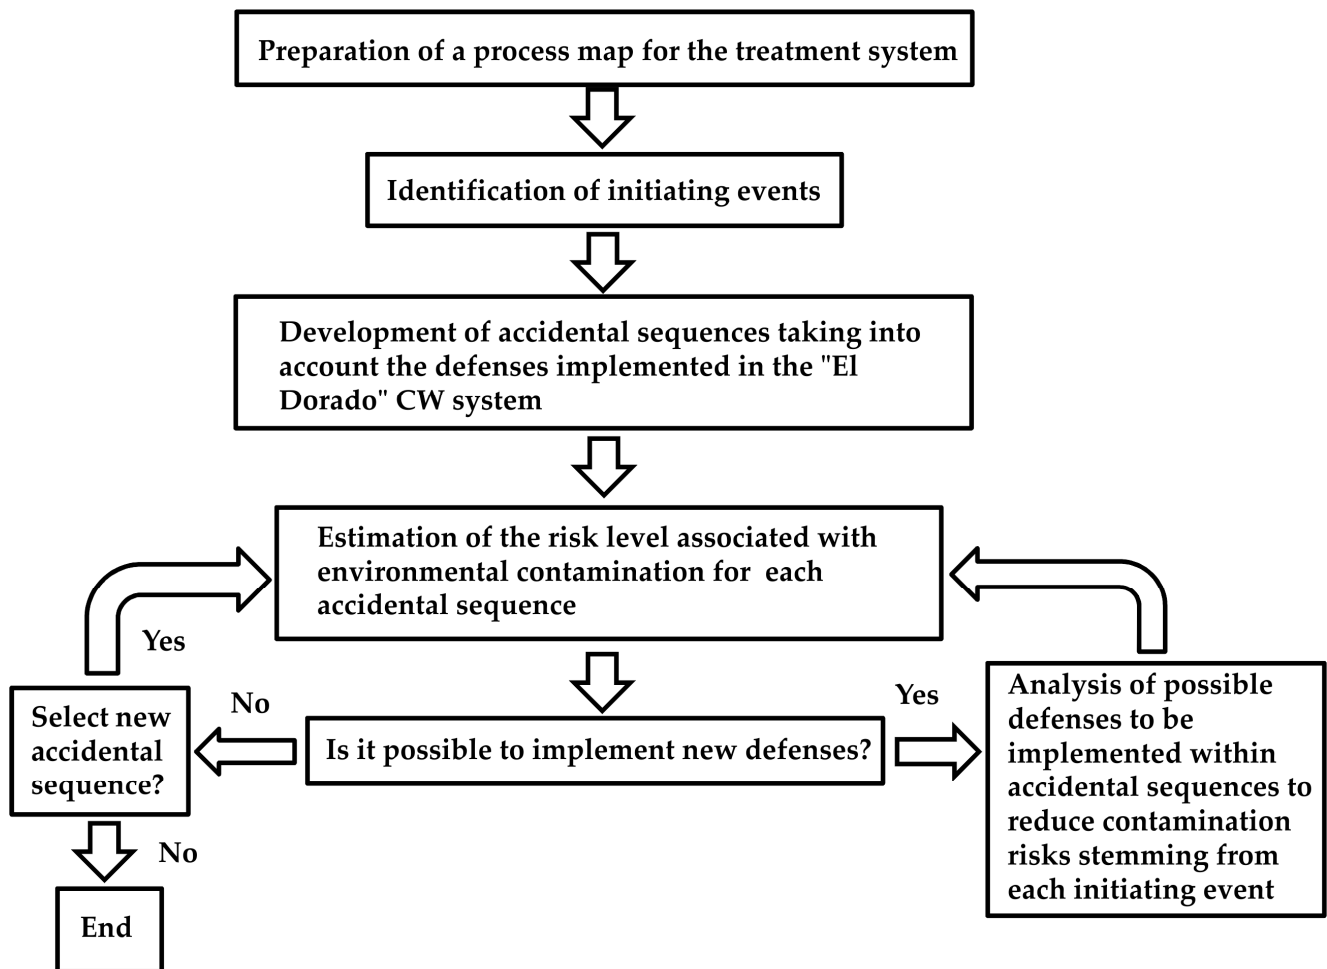 Preparation of a process map for the treatment system
Identification of initiating events
Development of accidental sequences taking into
account the defenses implemented in the "El
Dorado" CW system
Estimation of the risk level associated with
environmental contamination for each
accidental sequence
Yes
No
Yes
Select new
accidental
sequence?
Is it possible to implement new defenses?
Analysis of possible
defenses to be
implemented within
accidental sequences to
reduce contamination
risks stemming from
each initiating event
No
End